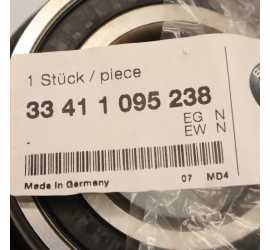 1 Stück / piece
33 41 1 095 238
EG N
EW N
Made in Germany 07 MD4